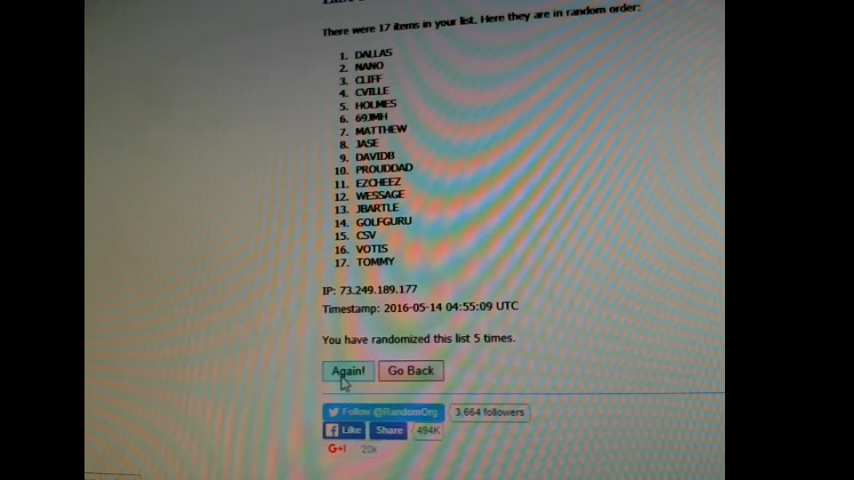 There were 17 items in your list. Here they are in random order:
1. DALLAS
2. NANO
3. CLIFF
4. CVILLE
5. HOLMES
6. 69JMH
7. MATTHEW
8. JASE
9. DAVIDB
10. PROUDDAD
11. EZCHEEZ
12. WESSAGE
13. JBARTLE
14. GOLFGURU
15. CSV
16. VOTIS
17. TOMMY
IP: 73.249.189.177
Timestamp: 2016-05-14 04:55:09 UTC
You have randomized this list 5 times.
Again! Go Back
Follow @RandomOrg 3,664 followers
Like Share 494K
G+1 20k